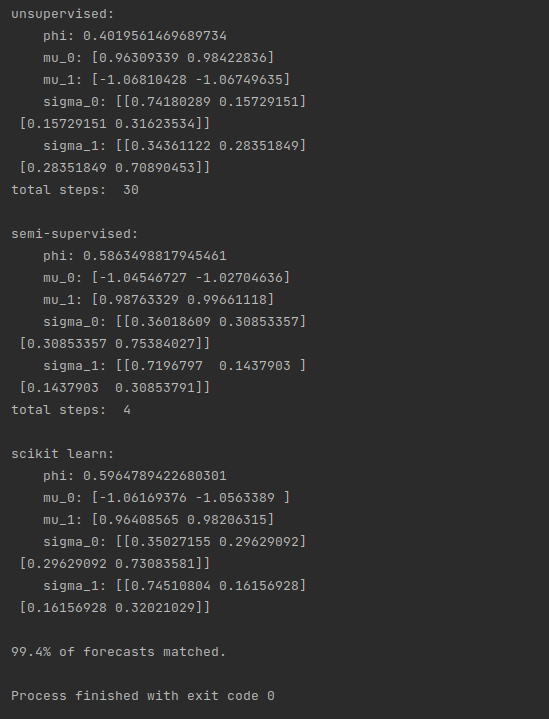 unsupervised:
    phi: 0.4019561469689734
    mu_0: [0.96309339 0.98422836]
    mu_1: [-1.06810428 -1.06749635]
    sigma_0: [[0.74180289 0.15729151]
 [0.15729151 0.31623534]]
    sigma_1: [[0.34361122 0.28351849]
 [0.28351849 0.70890453]]
total steps:  30

semi-supervised:
    phi: 0.5863498817945461
    mu_0: [-1.04546727 -1.02704636]
    mu_1: [0.98763329 0.99661118]
    sigma_0: [[0.36018609 0.30853357]
 [0.30853357 0.75384027]]
    sigma_1: [[0.7196797  0.1437903 ]
 [0.1437903  0.30853791]]
total steps:  4

scikit learn:
    phi: 0.5964789422680301
    mu_0: [-1.06169376 -1.0563389 ]
    mu_1: [0.96408565 0.98206315]
    sigma_0: [[0.35027155 0.29629092]
 [0.29629092 0.73083581]]
    sigma_1: [[0.74510804 0.16156928]
 [0.16156928 0.32021029]]

99.4% of forecasts matched.

Process finished with exit code 0